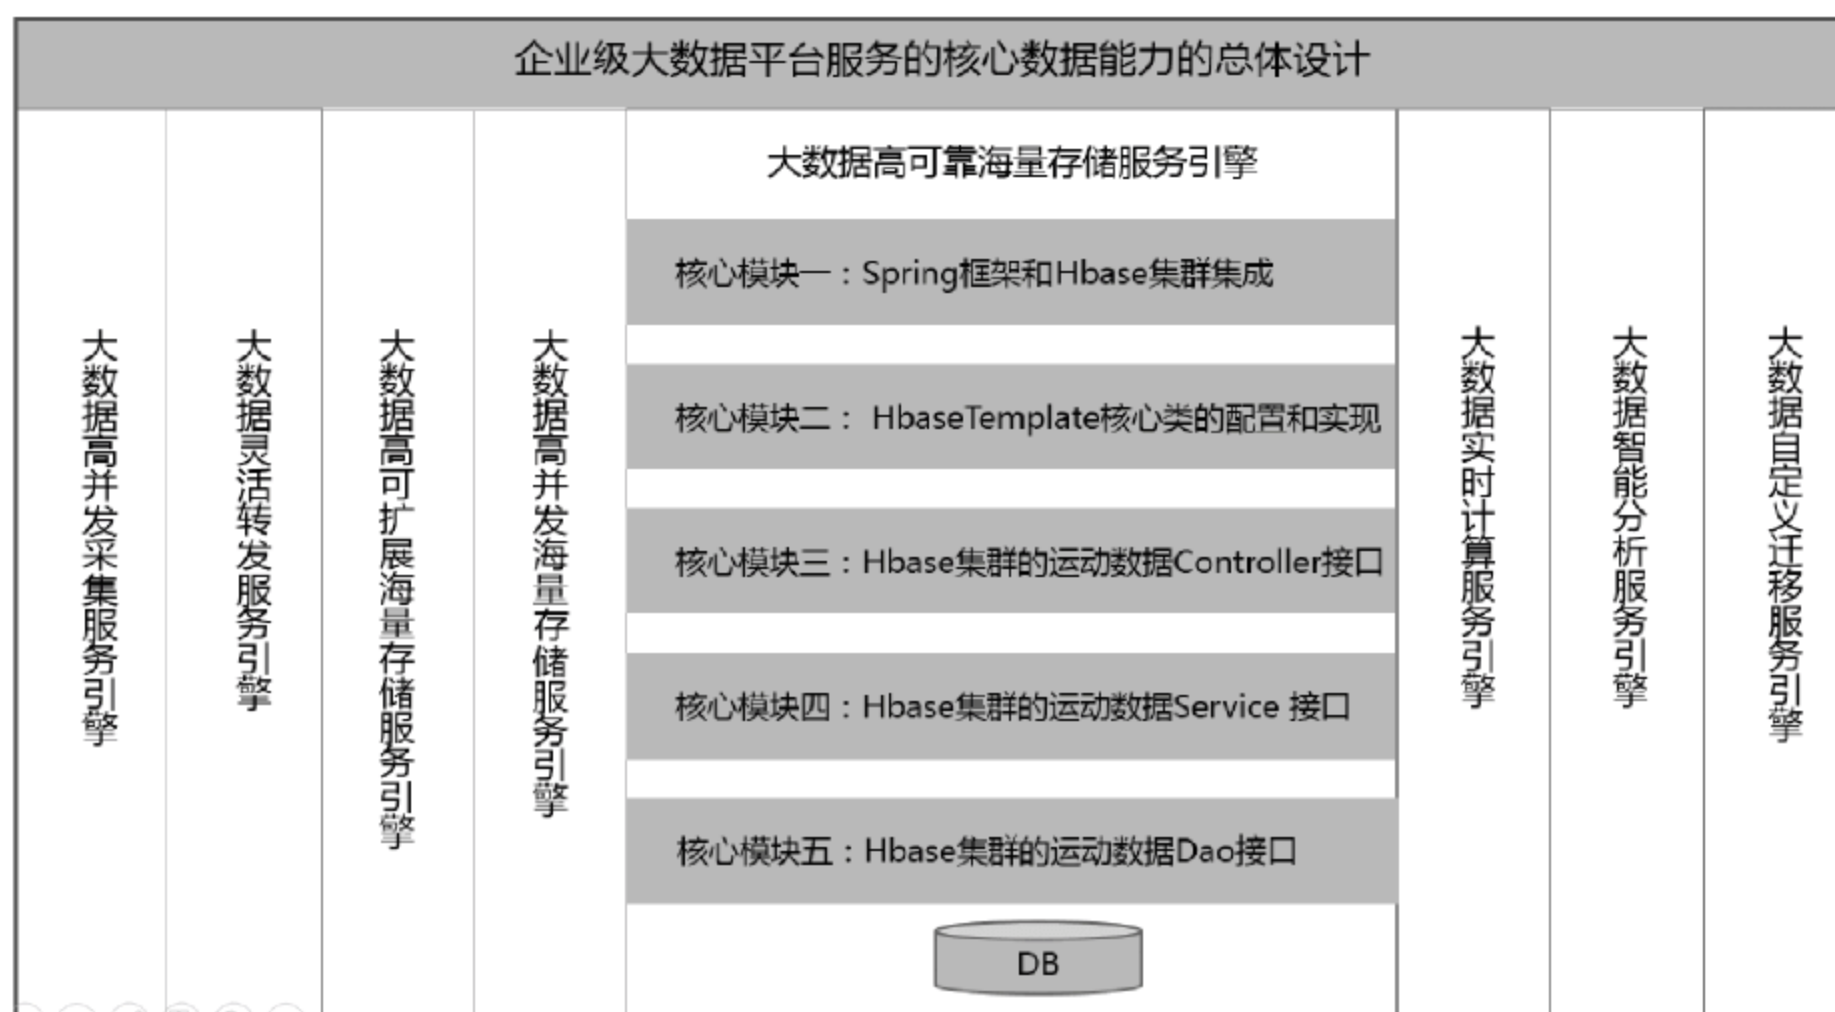 企业级大数据平台服务的核心数据能力的总体设计
大数据高并发采集服务引擎
大数据灵活转发服务引擎
大数据高可扩展海量存储服务引擎
大数据高并发海量存储服务引擎
大数据高可靠海量存储服务引擎
核心模块一：Spring框架和Hbase集群集成
核心模块二： HbaseTemplate核心类的配置和实现
核心模块三：Hbase集群的运动数据Controller接口
核心模块四：Hbase集群的运动数据Service 接口
核心模块五：Hbase集群的运动数据Dao接口
DB
大数据实时计算服务引擎
大数据智能分析服务引擎
大数据自定义迁移服务引擎